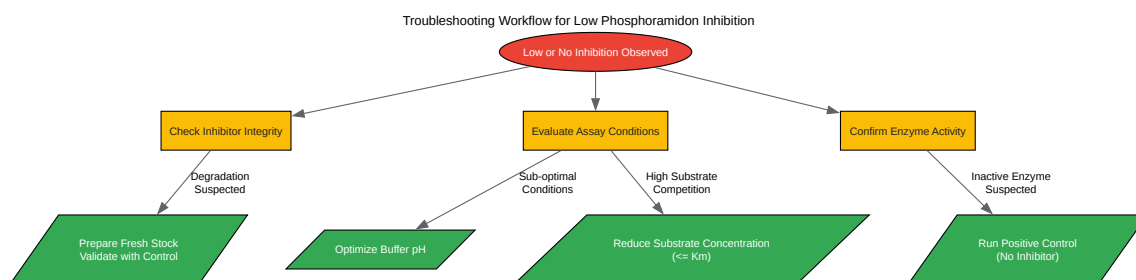 Troubleshooting Workflow for Low Phosphoramidon Inhibition
Low or No Inhibition Observed
Check Inhibitor Integrity
Evaluate Assay Conditions
Confirm Enzyme Activity
Degradation
Suspected
Sub-optimal
Conditions
High Substrate
Competition
Inactive Enzyme
Suspected
Prepare Fresh Stock
Validate with Control
Optimize Buffer pH
Reduce Substrate Concentration
(<= Km)
Run Positive Control
(No Inhibitor)